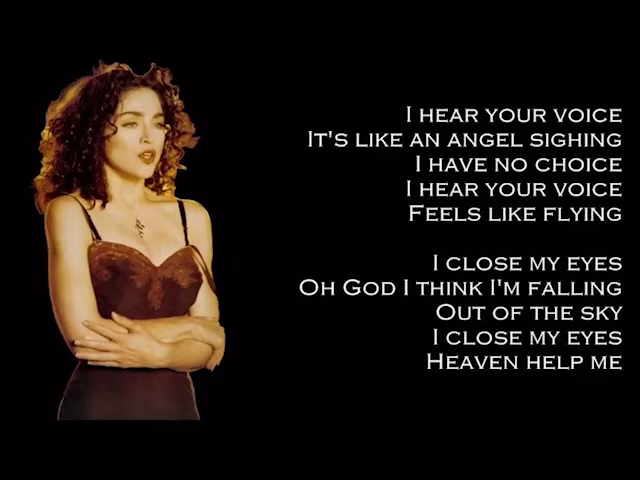 I HEAR YOUR VOICE
IT'S LIKE AN ANGEL SIGHING
I HAVE NO CHOICE
I HEAR YOUR VOICE
FEELS LIKE FLYING
I CLOSE MY EYES
OH GOD I THINK I'M FALLING
OUT OF THE SKY
I CLOSE MY EYES
HEAVEN HELP ME